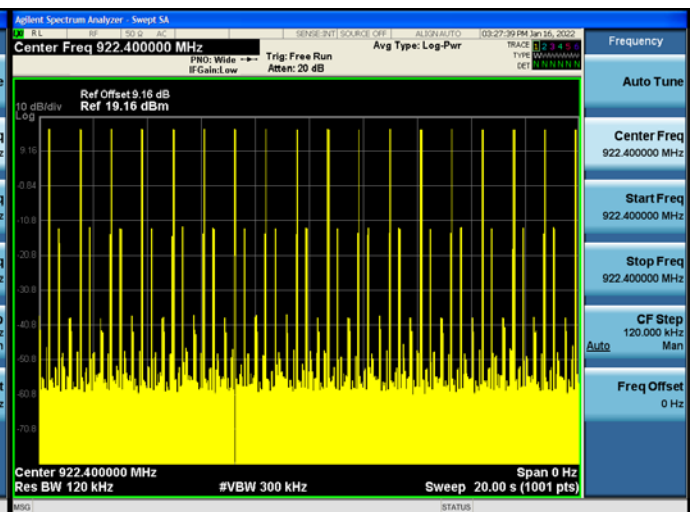 Agilent Spectrum Analyzer - Swept SA
RL RF 50 Ω AC SENSE:INT SOURCE OFF ALIGN AUTO 03:27:39 PM Jan 16, 2022
Center Freq 922.400000 MHz Avg Type: Log-Pwr TRACE 1 2 3 4 5 6
PNO: Wide Trig: Free Run TYPE
IFGain:Low Atten: 20 dB DET N N N N N N
Ref Offset 9.16 dB
10 dB/div Ref 19.16 dBm
Log
9.16
-0.84
-10.8
-20.8
-30.8
-40.8
-50.8
-60.8
-70.8
Center 922.400000 MHz Span 0 Hz
Res BW 120 kHz #VBW 300 kHz Sweep 20.00 s (1001 pts)
MSG STATUS
Frequency
Auto Tune
Center Freq
922.400000 MHz
Start Freq
922.400000 MHz
Stop Freq
922.400000 MHz
CF Step
120.000 kHz
Auto Man
Freq Offset
0 Hz